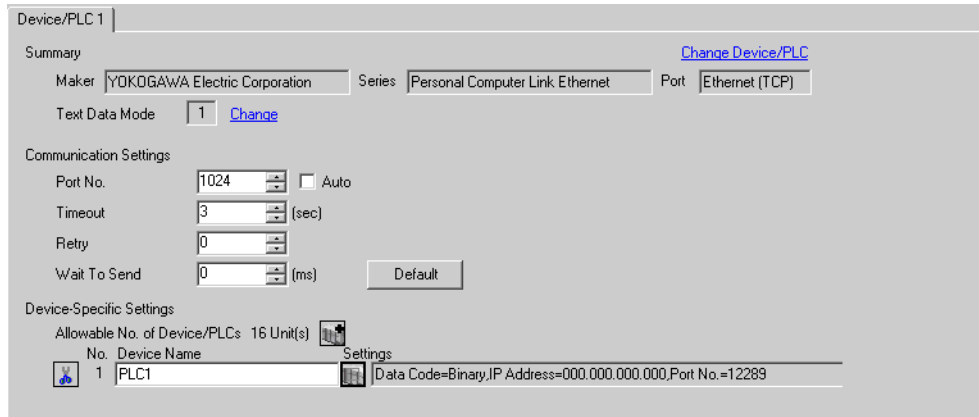 Device/PLC 1
Summary
Change Device/PLC
Maker YOKOGAWA Electric Corporation Series Personal Computer Link Ethernet Port Ethernet (TCP)
Text Data Mode 1 Change
Communication Settings
Port No. 1024 Auto
Timeout 3 (sec)
Retry 0
Wait To Send 0 (ms) Default
Device-Specific Settings
Allowable No. of Device/PLCs 16 Unit(s)
No. Device Name Settings
1 PLC1 Data Code=Binary,IP Address=000.000.000.000,Port No.=12289